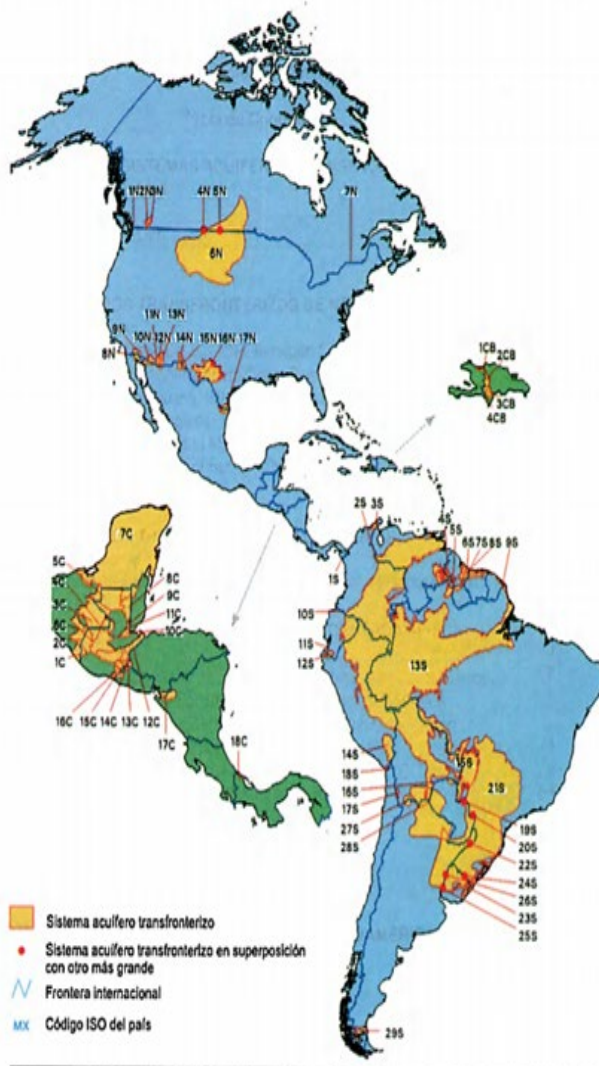 1N 2N 3N 4N 5N 7N
6N
11N 13N
9N 10N 12N 14N 15N 16N 17N
8N
1CB 2CB
3CB
4CB
7C
2S 3S
4S 5S
6S 7S 8S 9S
1S
5C
4C
3C
6C
2C
1C
8C
9C
11C
10C
10S
11S
12S
13S
16C 15C 14C 13C 12C
17C
18C
14S
18S
16S
17S
27S
28S
15S
21S
19S
20S
22S
24S
26S
23S
25S
29S
Sistema acuífero transfronterizo
Sistema acuífero transfronterizo en superposición
con otro más grande
Frontera internacional
MX Código ISO del país